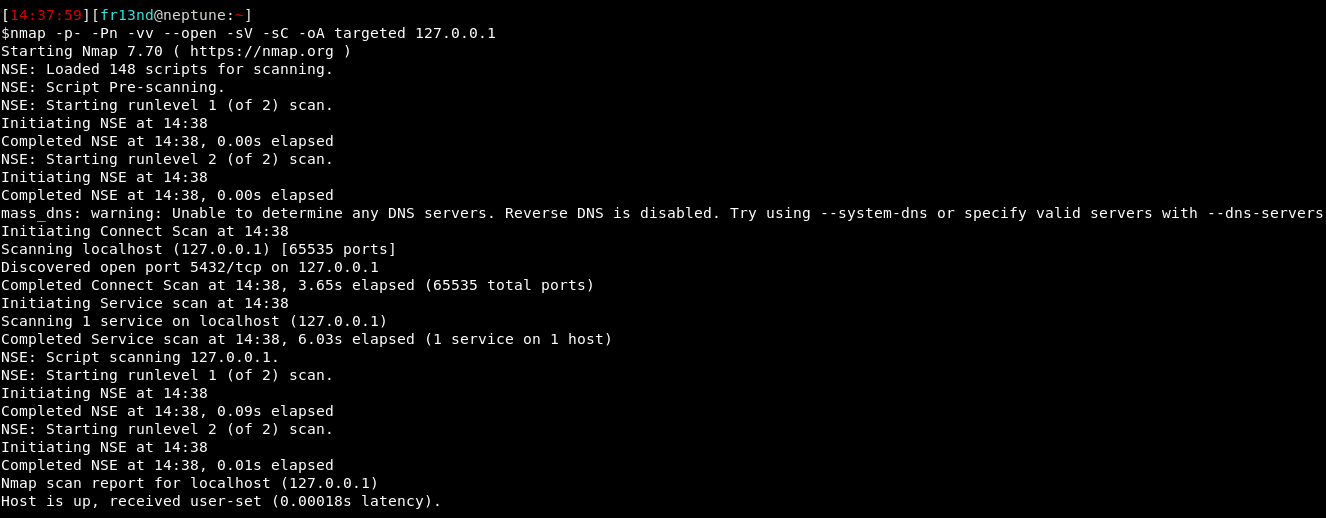 [14:37:59][fr13nd@neptune:~]
$nmap -p- -Pn -vv --open -sV -sC -oA targeted 127.0.0.1
Starting Nmap 7.70 ( https://nmap.org )
NSE: Loaded 148 scripts for scanning.
NSE: Script Pre-scanning.
NSE: Starting runlevel 1 (of 2) scan.
Initiating NSE at 14:38
Completed NSE at 14:38, 0.00s elapsed
NSE: Starting runlevel 2 (of 2) scan.
Initiating NSE at 14:38
Completed NSE at 14:38, 0.00s elapsed
mass_dns: warning: Unable to determine any DNS servers. Reverse DNS is disabled. Try using --system-dns or specify valid servers with --dns-servers
Initiating Connect Scan at 14:38
Scanning localhost (127.0.0.1) [65535 ports]
Discovered open port 5432/tcp on 127.0.0.1
Completed Connect Scan at 14:38, 3.65s elapsed (65535 total ports)
Initiating Service scan at 14:38
Scanning 1 service on localhost (127.0.0.1)
Completed Service scan at 14:38, 6.03s elapsed (1 service on 1 host)
NSE: Script scanning 127.0.0.1.
NSE: Starting runlevel 1 (of 2) scan.
Initiating NSE at 14:38
Completed NSE at 14:38, 0.09s elapsed
NSE: Starting runlevel 2 (of 2) scan.
Initiating NSE at 14:38
Completed NSE at 14:38, 0.01s elapsed
Nmap scan report for localhost (127.0.0.1)
Host is up, received user-set (0.00018s latency).